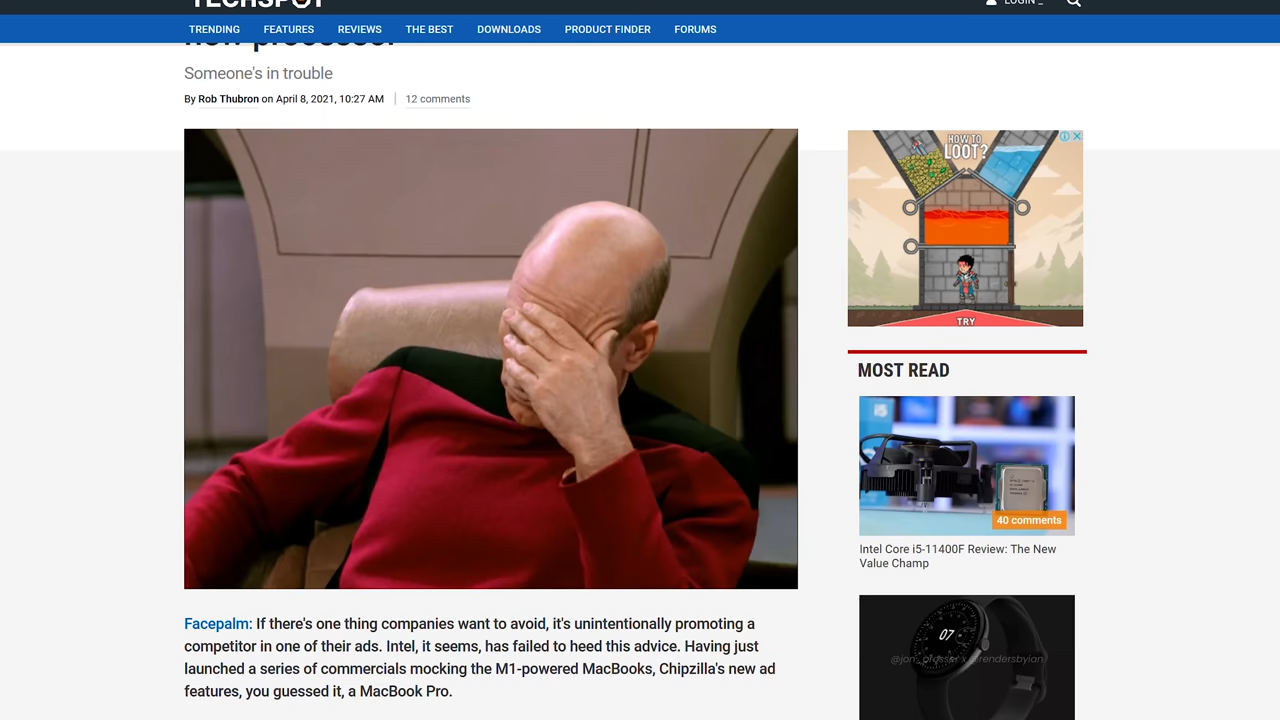 TECHSPOT
LOGIN _
TRENDING FEATURES REVIEWS THE BEST DOWNLOADS PRODUCT FINDER FORUMS
new processor
Someone's in trouble
By Rob Thubron on April 8, 2021, 10:27 AM
12 comments
Facepalm: If there's one thing companies want to avoid, it's unintentionally promoting a
competitor in one of their ads. Intel, it seems, has failed to heed this advice. Having just
launched a series of commercials mocking the M1-powered MacBooks, Chipzilla's new ad
features, you guessed it, a MacBook Pro.
HOW TO
LOOT?
TRY
MOST READ
i5
40 comments
Intel Core i5-11400F Review: The New
Value Champ
07